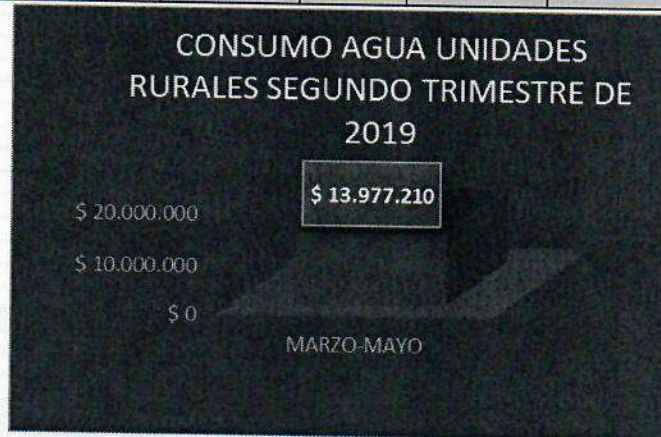 CONSUMO AGUA UNIDADES
RURALES SEGUNDO TRIMESTRE DE
2019
$ 13.977.210
$ 20.000.000
$ 10.000.000
$ 0
MARZO-MAYO